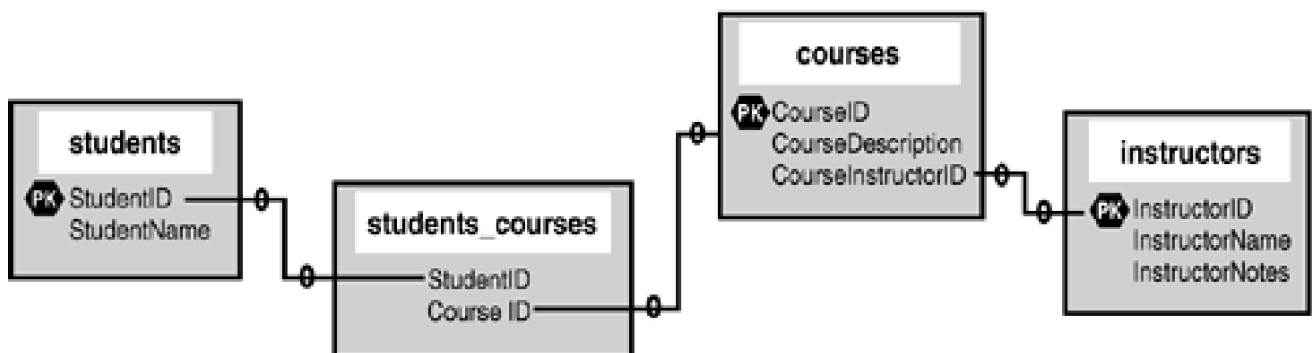 students
PK StudentID
StudentName
students_courses
StudentID
Course ID
courses
PK CourseID
CourseDescription
CourseInstructorID
instructors
PK InstructorID
InstructorName
InstructorNotes